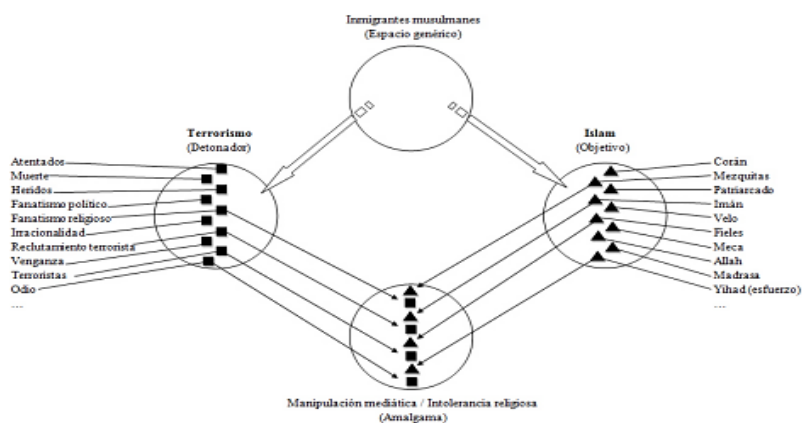 Inmigrantes musulmanes
(Espacio genérico)
Terrorismo
(Detonador)
Islam
(Objetivo)
Atentados
Muerte
Heridos
Fanatismo político
Fanatismo religioso
Irracionalidad
Reclutamiento terrorista
Venganza
Terroristas
Odio
....
Corán
Mezquitas
Patriarcado
Imán
Velo
Fieles
Meca
Allah
Madrasa
Yihad (esfuerzo)
...
Manipulación mediática / Intolerancia religiosa
(Amalgama)